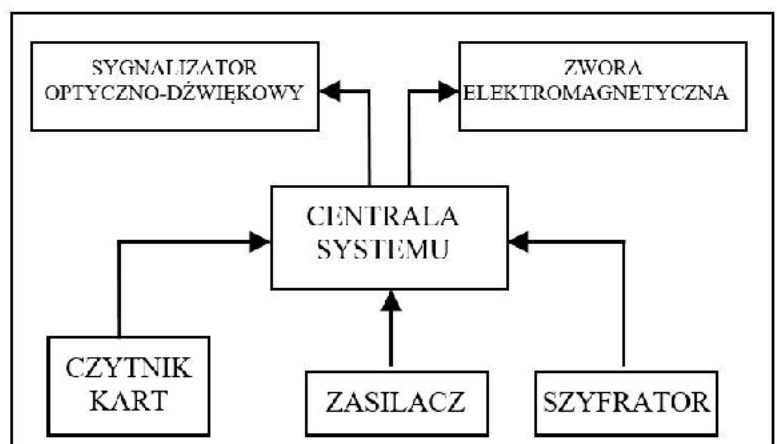 SYGNALIZATOR
OPTYCZNO-DŹWIĘKOWY
ZWORA
ELEKTROMAGNETYCZNA
CENTRALA
SYSTEMU
CZYTNIK
KART
ZASILACZ
SZYFRATOR